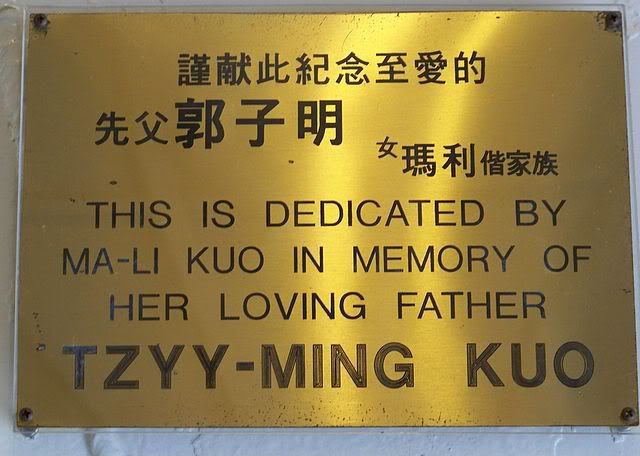 謹献此紀念至愛的
先父郭子明
女瑪利偕家族
THIS IS DEDICATED BY
MA-LI KUO IN MEMORY OF
HER LOVING FATHER
TZYY-MING KUO